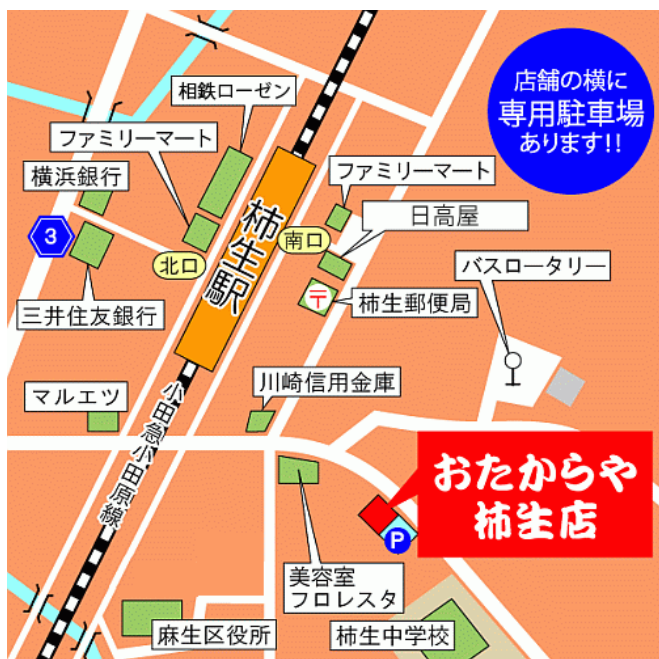 店舗の横に
専用駐車場
あります!!
相鉄ローゼン
ファミリーマート
横浜銀行
ファミリーマート
日高屋
柿生駅
南口
北口
3
バスロータリー
〒
柿生郵便局
三井住友銀行
川崎信用金庫
マルエツ
小田急小田原線
おたからや
柿生店
P
美容室
フロレスタ
麻生区役所
柿生中学校